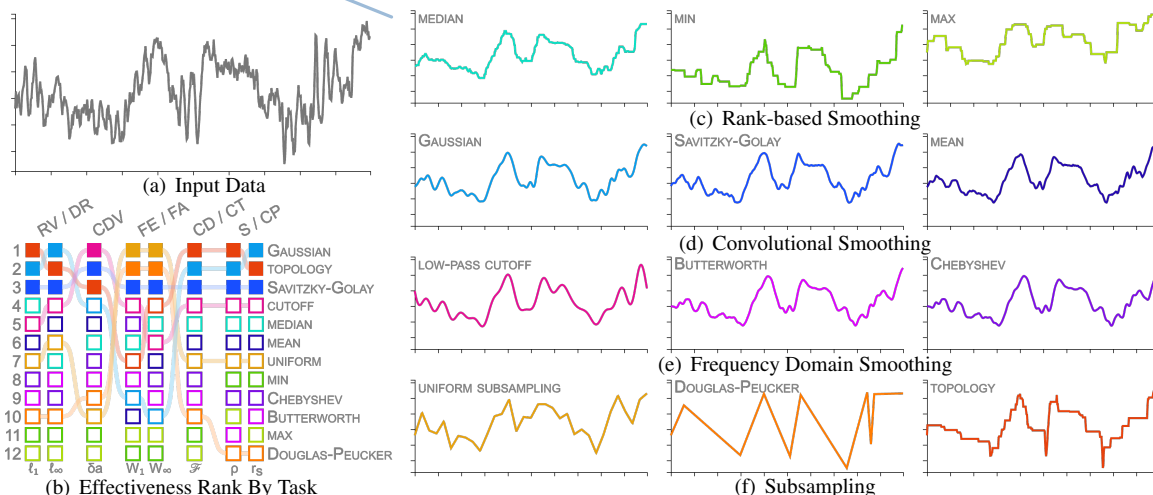 MEDIAN
MIN
MAX
(c) Rank-based Smoothing
(a) Input Data
GAUSSIAN
SAVITZKY-GOLAY
MEAN
(d) Convolutional Smoothing
LOW-PASS CUTOFF
BUTTERWORTH
CHEBYSHEV
(e) Frequency Domain Smoothing
UNIFORM SUBSAMPLING
DOUGLAS-PEUCKER
TOPOLOGY
(f) Subsampling
RV / DR
CDV
FE / FA
CD / CT
S / CP
1 GAUSSIAN
2 TOPOLOGY
3 SAVITZKY-GOLAY
4 CUTOFF
5 MEDIAN
6 MEAN
7 UNIFORM
8 MIN
9 CHEBYSHEV
10 BUTTERWORTH
11 MAX
12 DOUGLAS-PEUCKER
ℓ₁ ℓ∞ δa W₁ W∞ ℱ ρ rₛ
(b) Effectiveness Rank By Task